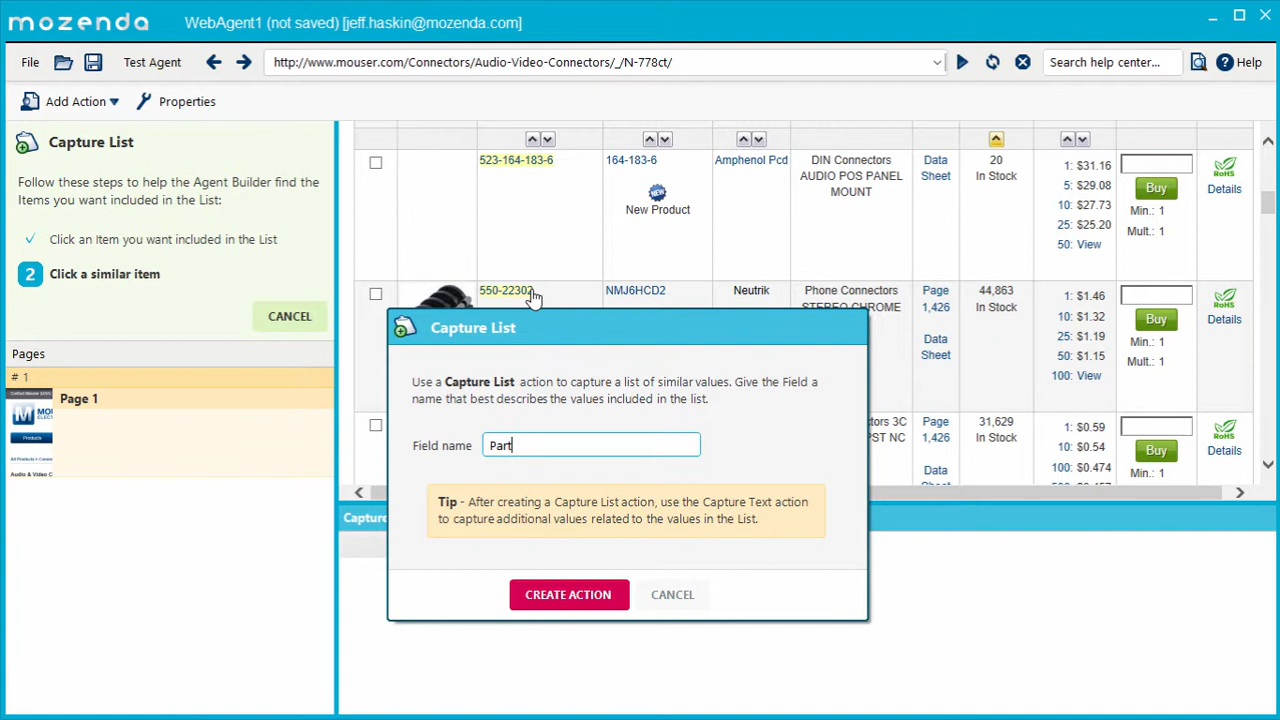 mozenda WebAgent1 (not saved) [jeff.haskin@mozenda.com]
File Test Agent http://www.mouser.com/Connectors/Audio-Video-Connectors/_/N-778ct/ Search help center... Help
Add Action Properties
Capture List
Follow these steps to help the Agent Builder find the
Items you want included in the List:
Click an Item you want included in the List
2 Click a similar item
CANCEL
Pages
# 1
Page 1
Products
523-164-183-6 164-183-6 Amphenol Pcd DIN Connectors Data 20 1: $31.16
AUDIO POS PANEL Sheet In Stock 5: $29.08 Buy RoHS
MOUNT 10: $27.73 Details
NEW
New Product 25: $25.20 Min.: 1
50: View Mult.: 1
550-22302 NMJ6HCD2 Neutrik Phone Connectors Page 44,863 1: $1.46
STEREO CHROME 1,426 In Stock 10: $1.32 Buy RoHS
Data 25: $1.19 Details
Sheet 50: $1.15 Min.: 1
100: View Mult.: 1
3C Page 31,629 1: $0.59
PST NC 1,426 In Stock 10: $0.54 Buy RoHS
Data 100: $0.474 Details
Sheet Min.: 1
Capture List
Use a Capture List action to capture a list of similar values. Give the Field a
name that best describes the values included in the list.
Field name Part
Tip - After creating a Capture List action, use the Capture Text action
to capture additional values related to the values in the List.
CREATE ACTION CANCEL